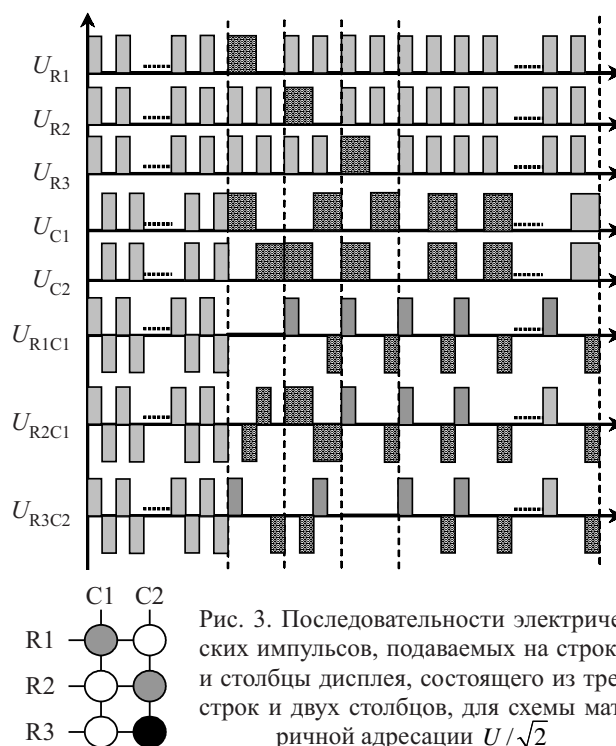 U_R1
U_R2
U_R3
U_C1
U_C2
U_R1C1
U_R2C1
U_R3C2
C1 C2
R1
R2
R3
Рис. 3. Последовательности электриче
ских импульсов, подаваемых на строк
и столбцы дисплея, состоящего из тре
строк и двух столбцов, для схемы мат
ричной адресации U/√2